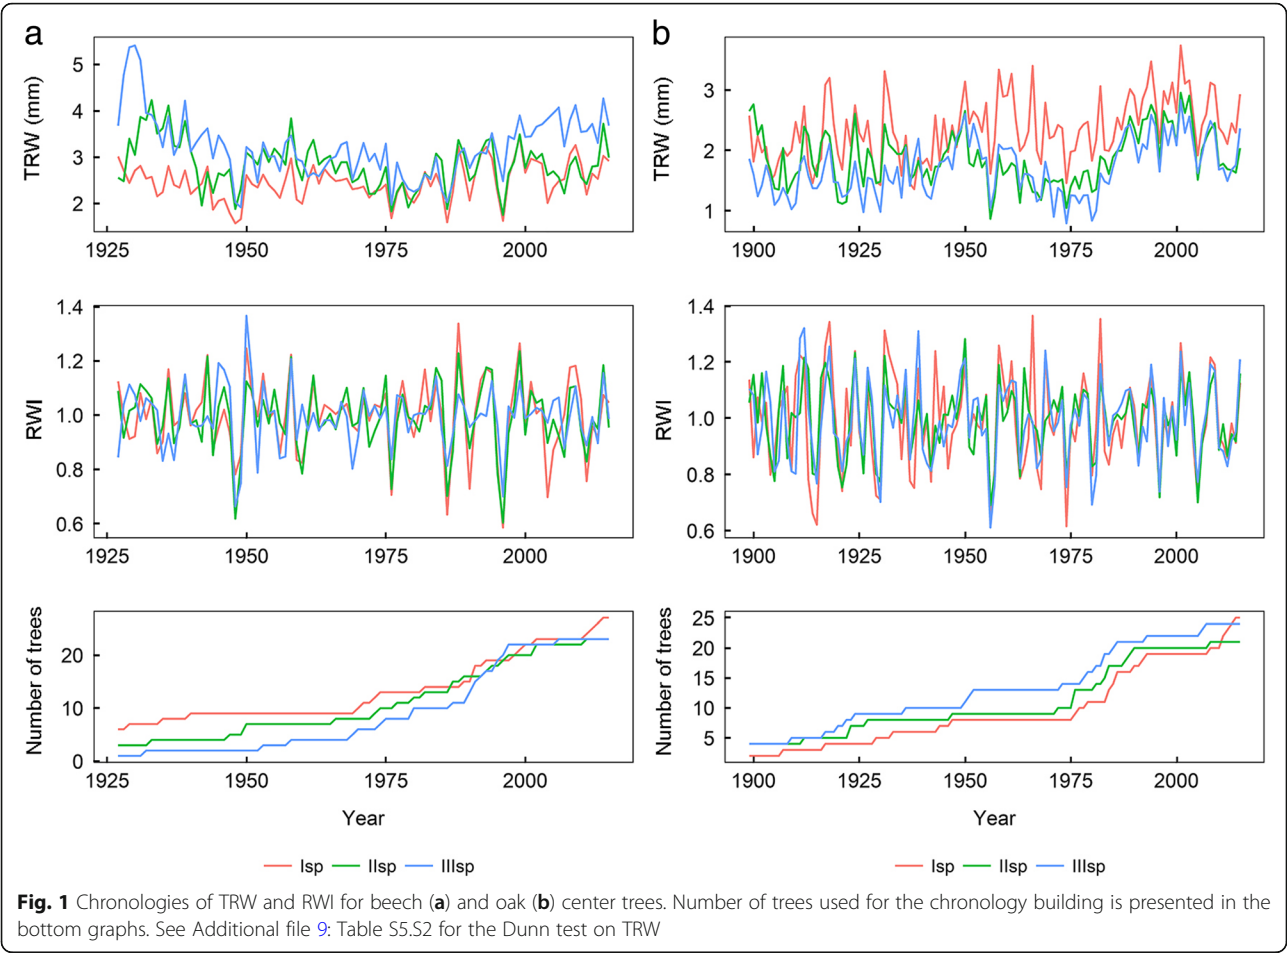 a
b
TRW (mm)
5
4
3
2
1925 1950 1975 2000
TRW (mm)
3
2
1
1900 1925 1950 1975 2000
RWI
1.4
1.2
1.0
0.8
0.6
1925 1950 1975 2000
RWI
1.4
1.2
1.0
0.8
0.6
1900 1925 1950 1975 2000
Number of trees
20
10
0
1925 1950 1975 2000
Year
Number of trees
25
20
15
10
5
1900 1925 1950 1975 2000
Year
Isp IIsp IIIsp
Isp IIsp IIIsp
Fig. 1 Chronologies of TRW and RWI for beech (a) and oak (b) center trees. Number of trees used for the chronology building is presented in the
bottom graphs. See Additional file 9: Table S5.S2 for the Dunn test on TRW